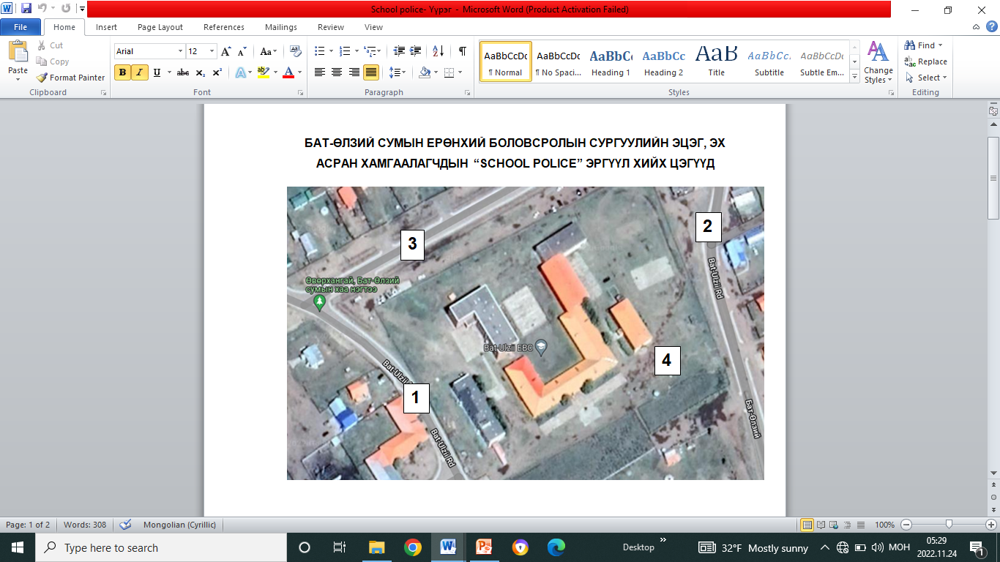 School police- Үүрэг - Microsoft Word (Product Activation Failed)
File Home Insert Page Layout References Mailings Review View
Paste
Cut
Copy
Format Painter
Clipboard
Arial 12
Font
Paragraph
AaBbCcDc AaBbCcDc AaBbCc AaBbCc AaB AaBbCc. AaBbCcDc
¶ Normal ¶ No Spaci... Heading 1 Heading 2 Title Subtitle Subtle Em...
Styles
Change Styles
Find
Replace
Select
Editing
БАТ-ӨЛЗИЙ СУМЫН ЕРӨНХИЙ БОЛОВСРОЛЫН СУРГУУЛИЙН ЭЦЭГ, ЭХ
АСРАН ХАМГААЛАГЧДЫН “SCHOOL POLICE” ЭРГҮҮЛ ХИЙХ ЦЭГҮҮД
2
3
Bat-Ulzii Rd
Өвөрхангай, Бат-Өлзий
сумын хаа нэгтээ
Bat-Ulzii EBC
4
Bat-Ulzii
1
Бат-Өлзий
Bat-Ulzii Rd
Page: 1 of 2 Words: 308 Mongolian (Cyrillic) 100%
Type here to search
Desktop
32°F Mostly sunny
МОН
05:29
2022.11.24
1